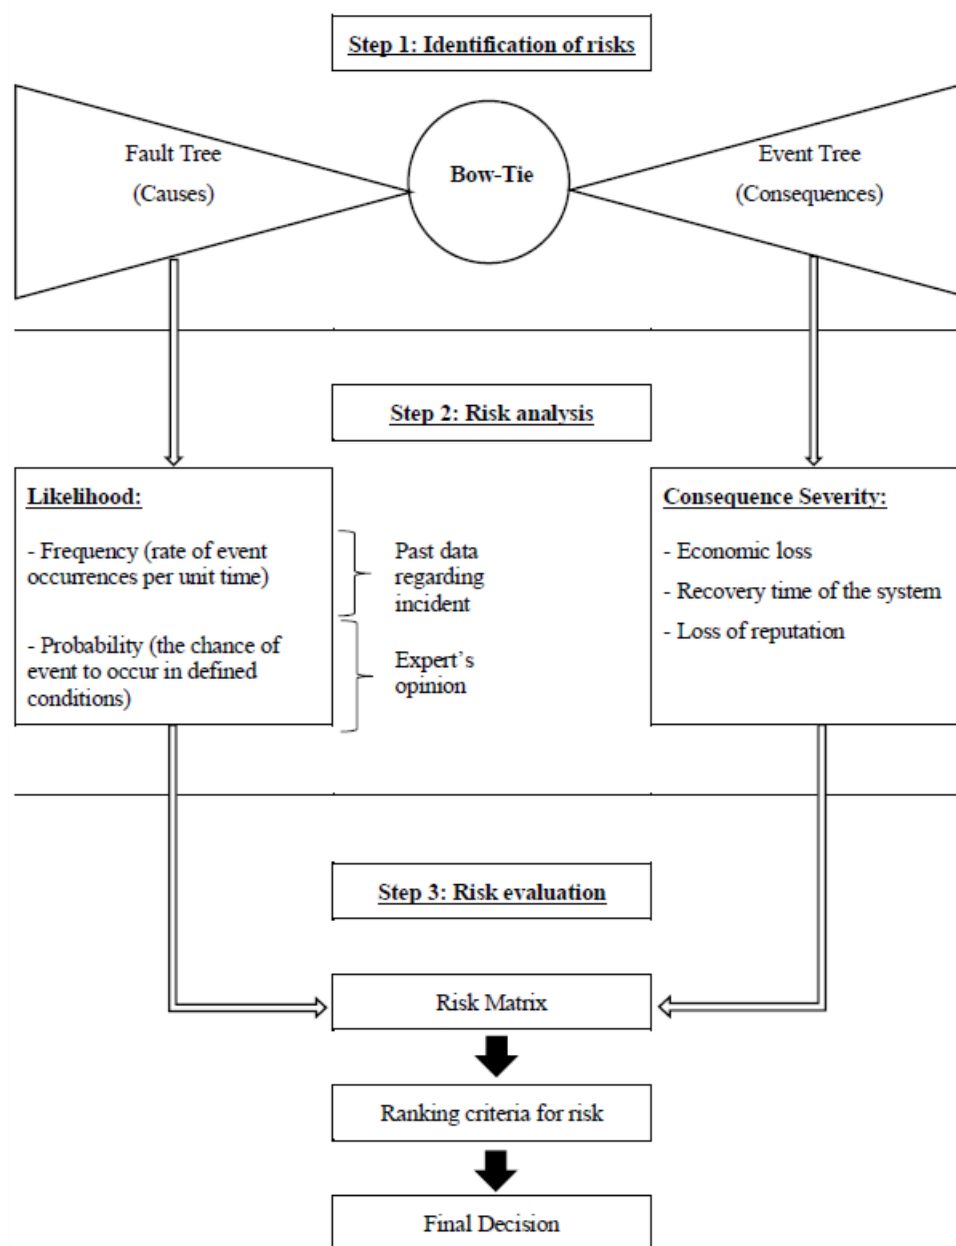 Step 1: Identification of risks
Fault Tree
(Causes)
Bow-Tie
Event Tree
(Consequences)
Step 2: Risk analysis
Likelihood:
- Frequency (rate of event
occurrences per unit time)
- Probability (the chance of
event to occur in defined
conditions)
Past data
regarding
incident
Expert's
opinion
Consequence Severity:
- Economic loss
- Recovery time of the system
- Loss of reputation
Step 3: Risk evaluation
Risk Matrix
Ranking criteria for risk
Final Decision